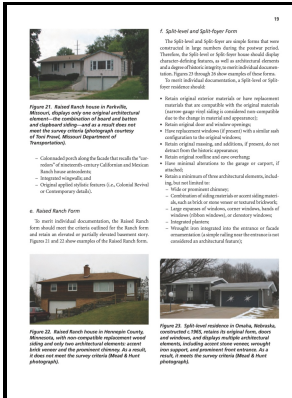 19
Figure 21. Raised Ranch house in Parkville,
Missouri, displays only one original architectural
element—the combination of board and batten
and clapboard siding—and as a result does not
meet the survey criteria (photograph courtesy
of Toni Prawl, Missouri Department of
Transportation).
– Colonnaded porch along the facade that recalls the “cor-
redors” of nineteenth-century Californian and Mexican
Ranch house antecedents
– Integrated wingwalls; and
– Original applied stylistic features (i.e., Colonial Revival
or Contemporary details).
e. Raised Ranch Form
To merit individual documentation, the Raised Ranch
form should meet the criteria outlined for the Ranch form
and retain an elevated or partially elevated basement story.
Figures 21 and 22 show examples of the Raised Ranch form.
Figure 22. Raised Ranch house in Hennepin County,
Minnesota, with non-compatible replacement wood
siding and only two architectural elements: accent
brick veneer and the prominent chimney. As a result,
it does not meet the survey criteria (Mead & Hunt
photograph).
f. Split-level and Split-foyer Form
The Split-level and Split-foyer are simple forms that were
constructed in large numbers during the postwar period.
Therefore, the Split-level or Split-foyer house should display
character-defining features, as well as architectural elements
and a degree of historic integrity, to merit individual documen-
tation. Figures 23 through 26 show examples of these forms.
To merit individual documentation, a Split-level or Split-
foyer residence should:
• Retain original exterior materials or have replacement
materials that are compatible with the original materials
(narrow-gauge vinyl siding is considered non-compatible
due to the change in material and appearance);
• Retain original door and window openings;
• Have replacement windows (if present) with a similar sash
configuration to the original windows;
• Retain original massing, and additions, if present, do not
detract from the historic appearance;
• Retain original roofline and eave overhang;
• Have minimal alterations to the garage or carport, if
attached;
• Retain a minimum of three architectural elements, includ-
ing, but not limited to:
– Wide or prominent chimney;
– Combination of siding materials or accent siding materi-
als, such as brick or stone veneer or textured brickwork;
– Large expanses of windows, corner windows, bands of
windows (ribbon windows), or clerestory windows;
– Integrated planters;
– Wrought iron integrated into the entrance or facade
ornamentation (a simple railing near the entrance is not
considered an architectural feature);
Figure 23. Split-level residence in Omaha, Nebraska,
constructed c.1965, retains its original form, doors
and windows, and displays multiple architectural
elements, including accent stone veneer, wrought
iron support, and prominent front entrance. As a
result, it meets the survey criteria (Mead & Hunt
photograph).